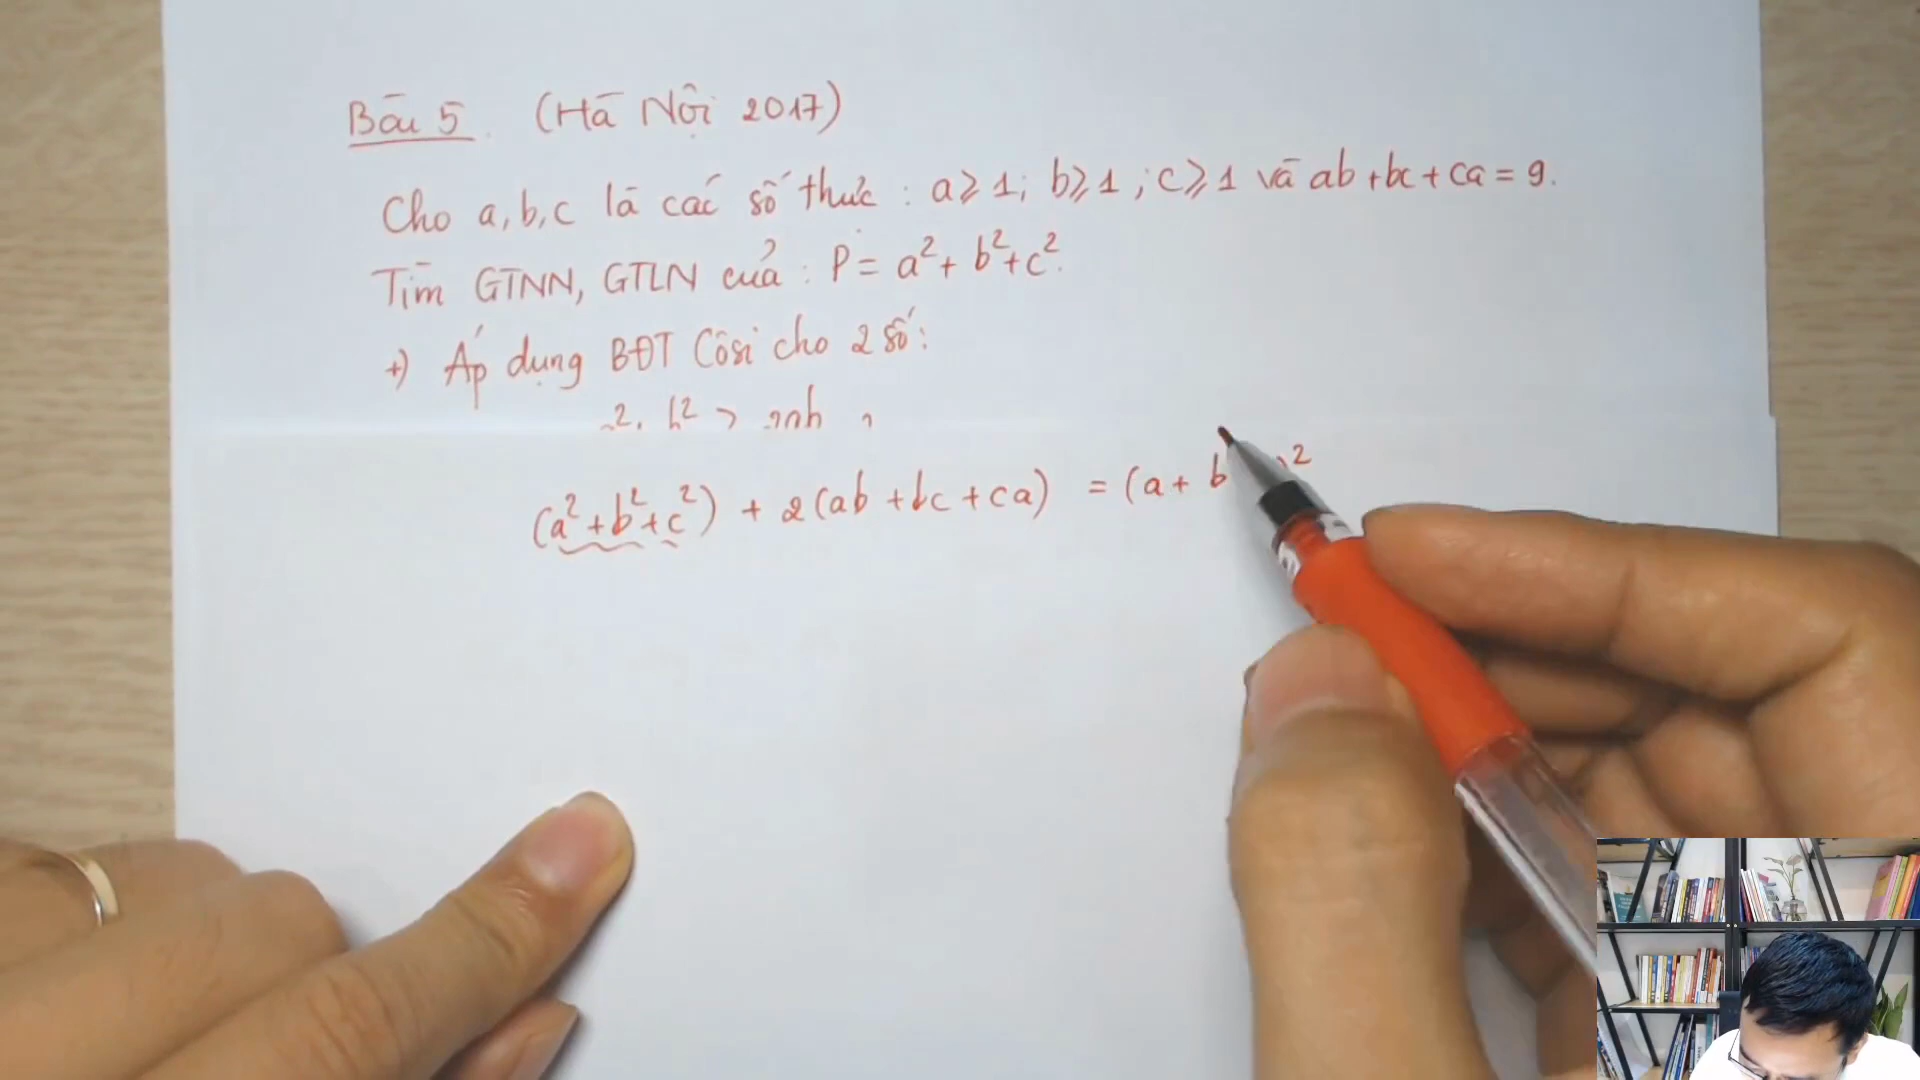 Bài 5. (Hà Nội 2017)
Cho a, b, c là các số thực : a ⩾ 1; b ⩾ 1 ; c ⩾ 1 và ab + bc + ca = 9.
Tìm GTNN, GTLN của : P = a² + b² + c².
+) Áp dụng BĐT Côsi cho 2 số:
(a² + b² + c²) + 2(ab + bc + ca) = (a + b